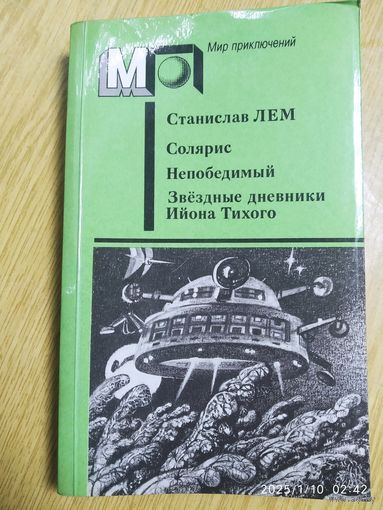 М
Мир приключений
Станислав ЛЕМ
Солярис
Непобедимый
Звёздные дневники
Ийона Тихого
2025/1/10 02:42